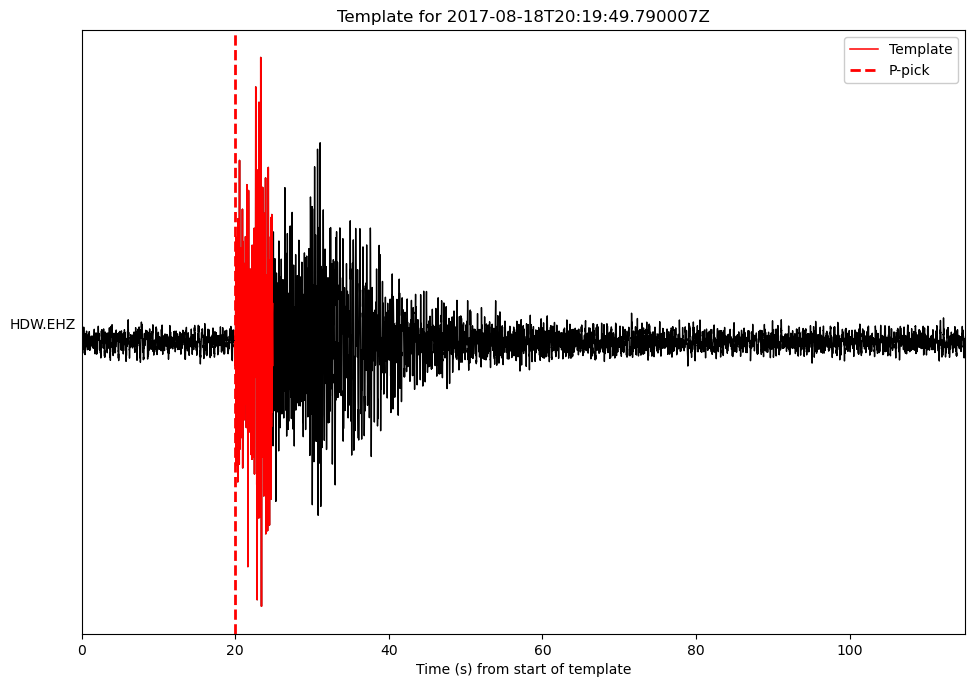 Template for 2017-08-18T20:19:49.790007Z
Template
P-pick
HDW.EHZ
0 20 40 60 80 100
Time (s) from start of template